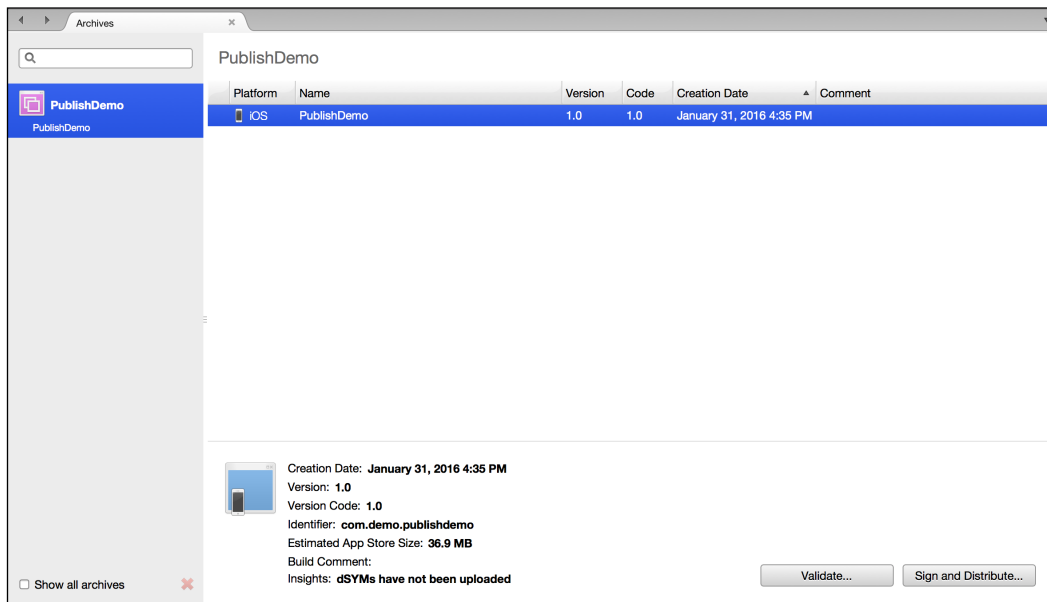 Archives
PublishDemo
PublishDemo
PublishDemo
Platform Name Version Code Creation Date Comment
iOS PublishDemo 1.0 1.0 January 31, 2016 4:35 PM
Creation Date: January 31, 2016 4:35 PM
Version: 1.0
Version Code: 1.0
Identifier: com.demo.publishdemo
Estimated App Store Size: 36.9 MB
Build Comment:
Insights: dSYMs have not been uploaded
Show all archives
Validate... Sign and Distribute...